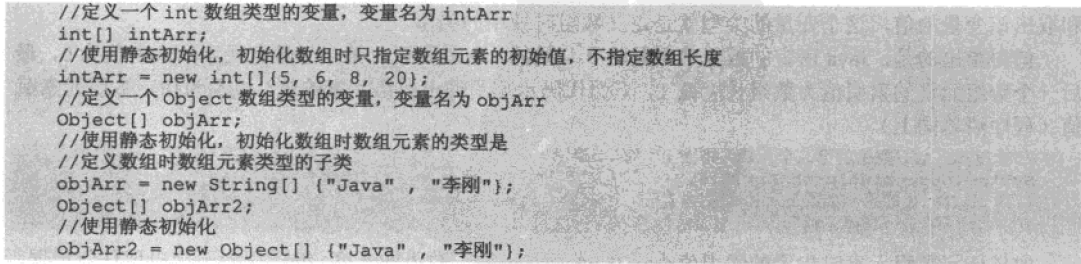 //定义一个 int 数组类型的变量，变量名为 intArr
int[] intArr;
//使用静态初始化，初始化数组时只指定数组元素的初始值，不指定数组长度
intArr = new int[]{5, 6, 8, 20};
//定义一个 Object 数组类型的变量，变量名为 objArr
Object[] objArr;
//使用静态初始化，初始化数组时数组元素的类型是
//定义数组时数组元素类型的子类
objArr = new String[] {"Java" , "李刚"};
Object[] objArr2;
//使用静态初始化
objArr2 = new Object[] {"Java" , "李刚"};